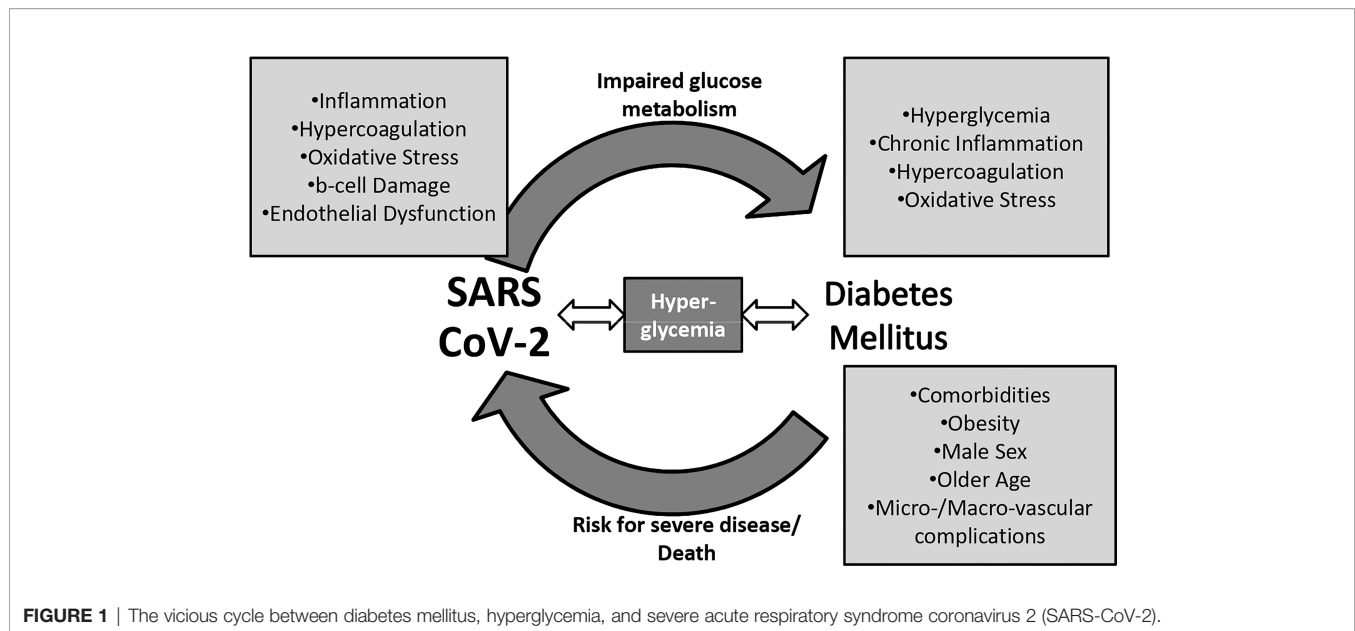 •Inflammation
•Hypercoagulation
•Oxidative Stress
•b-cell Damage
•Endothelial Dysfunction
Impaired glucose
metabolism
•Hyperglycemia
•Chronic Inflammation
•Hypercoagulation
•Oxidative Stress
SARS
CoV-2
Hyper-
glycemia
Diabetes
Mellitus
•Comorbidities
•Obesity
•Male Sex
•Older Age
•Micro-/Macro-vascular
complications
Risk for severe disease/
Death
FIGURE 1 | The vicious cycle between diabetes mellitus, hyperglycemia, and severe acute respiratory syndrome coronavirus 2 (SARS-CoV-2).